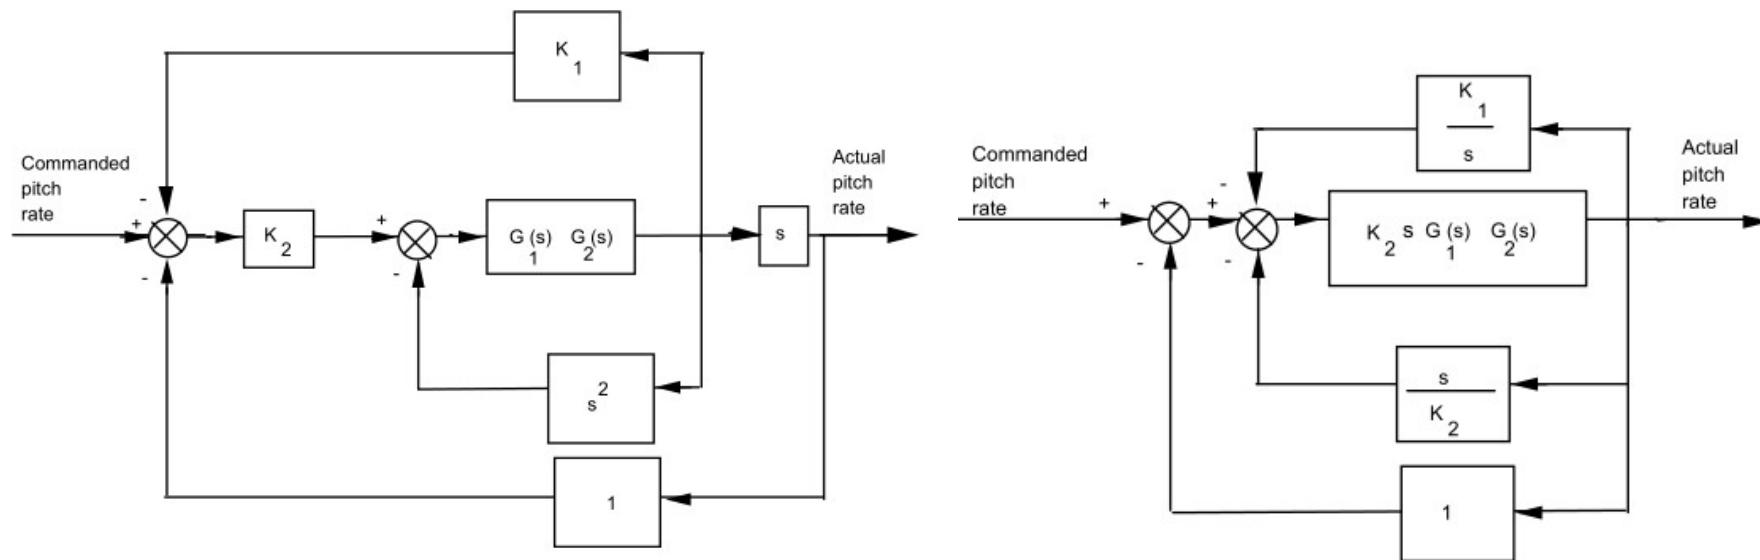 K
1
Commanded
pitch
rate
-
+
-
K
2
+
-
G (s) G (s)
1 2
s
Actual
pitch
rate
2
s
1
K
1
s
Commanded
pitch
rate
+
-
-
+
-
K s G (s) G (s)
2 1 2
Actual
pitch
rate
s
K
2
1